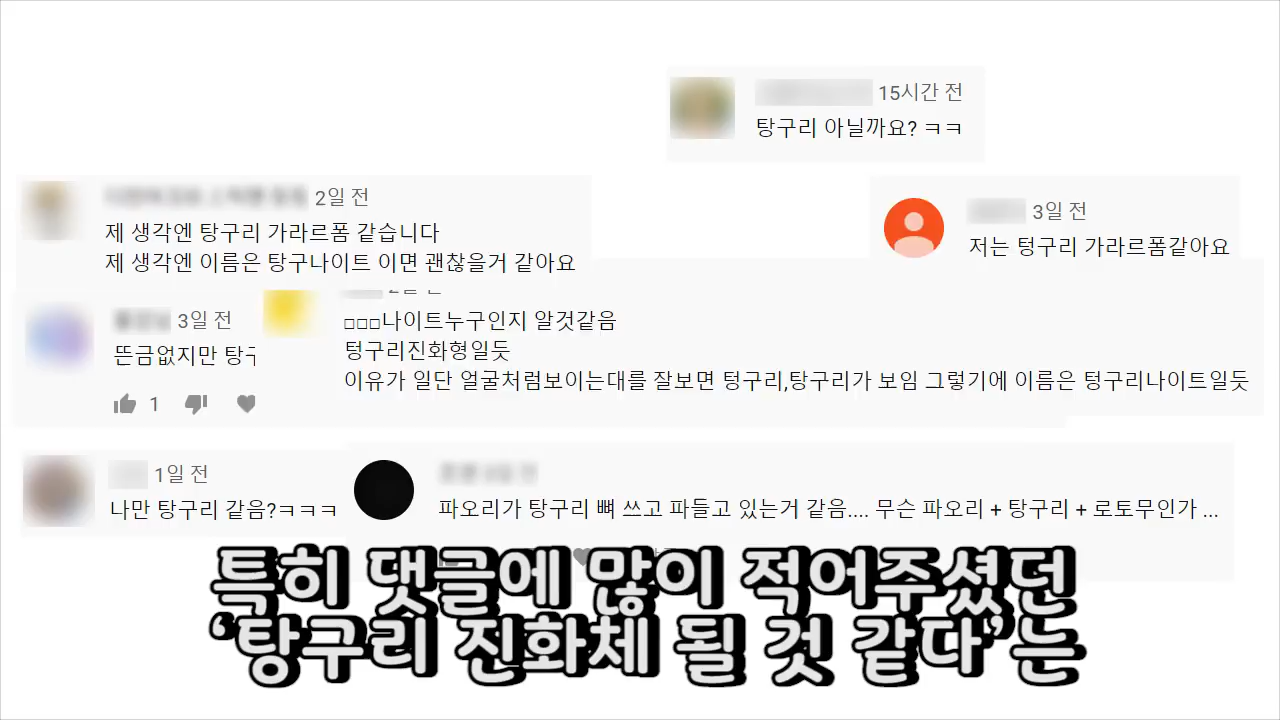 15시간 전
탕구리 아닐까요? ㅋㅋ
2일 전
제 생각엔 탕구리 가라르폼 같습니다
제 생각엔 이름은 탕구나이트 이면 괜찮을거 같아요
3일 전
저는 텅구리 가라르폼같아요
3일 전
뜬금없지만 탕구
1
□□□나이트누구인지 알것같음
텅구리진화형일듯
이유가 일단 얼굴처럼보이는대를 잘보면 텅구리,탕구리가 보임 그렇기에 이름은 텅구리나이트일듯
1일 전
나만 탕구리 같음?ㅋㅋㅋ
파오리가 탕구리 뼈 쓰고 파들고 있는거 같음.... 무슨 파오리 + 탕구리 + 로토무인가 ...
특히 댓글에 많이 적어주셨던
‘탕구리 진화체 될 것 같다’는